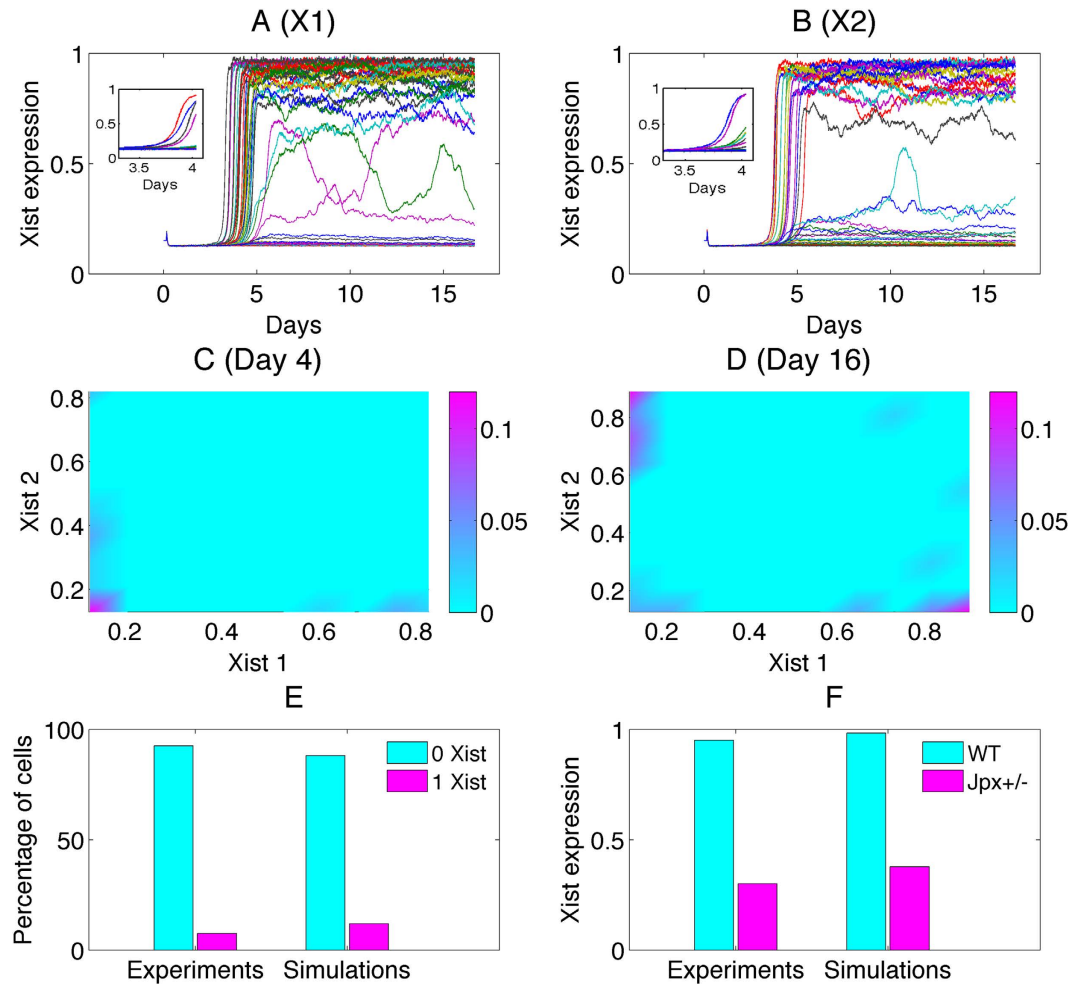 A (X1)
Xist expression
1
0.5
0
0 5 10 15
Days
1
0.5
0
3.5 4
Days
B (X2)
Xist expression
1
0.5
0
0 5 10 15
Days
1
0.5
0
3.5 4
Days
C (Day 4)
Xist 2
0.8
0.6
0.4
0.2
0.2 0.4 0.6 0.8
Xist 1
0.1
0.05
0
D (Day 16)
Xist 2
0.8
0.6
0.4
0.2
0.2 0.4 0.6 0.8
Xist 1
0.1
0.05
0
E
Percentage of cells
100
50
0
0 Xist
1 Xist
Experiments Simulations
F
Xist expression
1
0.5
0
WT
Jpx+/-
Experiments Simulations